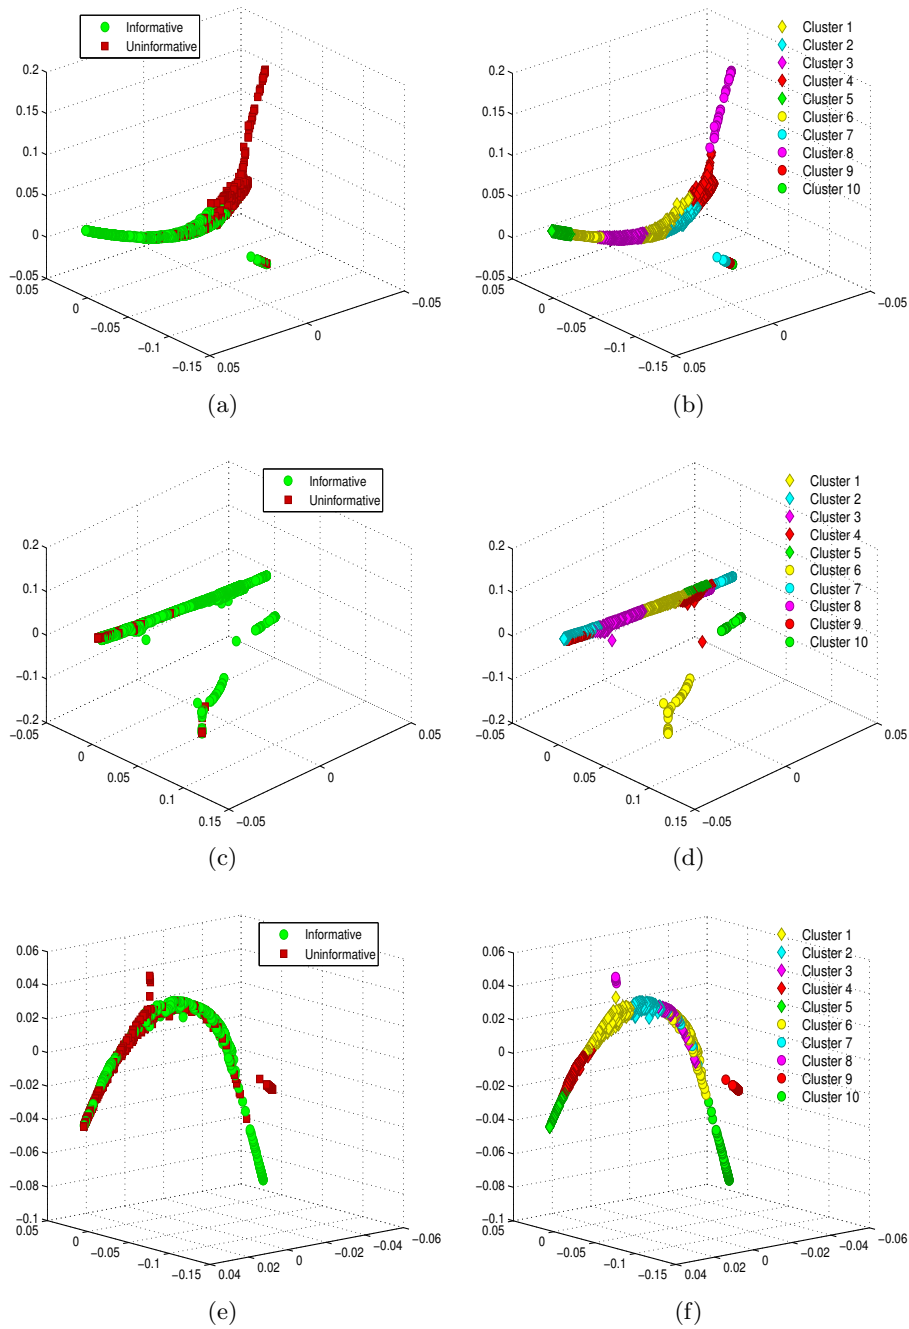 Informative
Uninformative
0.2
0.15
0.1
0.05
0
−0.05
0.05
0
−0.05
−0.1
−0.15
0.05
0
−0.05
(a)
Cluster 1
Cluster 2
Cluster 3
Cluster 4
Cluster 5
Cluster 6
Cluster 7
Cluster 8
Cluster 9
Cluster 10
0.2
0.15
0.1
0.05
0
−0.05
0.05
0
−0.05
−0.1
−0.15
0.05
0
−0.05
(b)
Informative
Uninformative
0.2
0.1
0
−0.1
−0.2
−0.05
0
0.05
0.1
0.15
−0.05
0
0.05
(c)
Cluster 1
Cluster 2
Cluster 3
Cluster 4
Cluster 5
Cluster 6
Cluster 7
Cluster 8
Cluster 9
Cluster 10
0.2
0.1
0
−0.1
−0.2
−0.05
0
0.05
0.1
0.15
−0.05
0
0.05
(d)
Informative
Uninformative
0.06
0.04
0.02
0
−0.02
−0.04
−0.06
−0.08
−0.1
0.05
0
−0.05
−0.1
−0.15
0.04
0.02
0
−0.02
−0.04
−0.06
(e)
Cluster 1
Cluster 2
Cluster 3
Cluster 4
Cluster 5
Cluster 6
Cluster 7
Cluster 8
Cluster 9
Cluster 10
0.06
0.04
0.02
0
−0.02
−0.04
−0.06
−0.08
−0.1
0.05
0
−0.05
−0.1
−0.15
0.04
0.02
0
−0.02
−0.04
−0.06
(f)